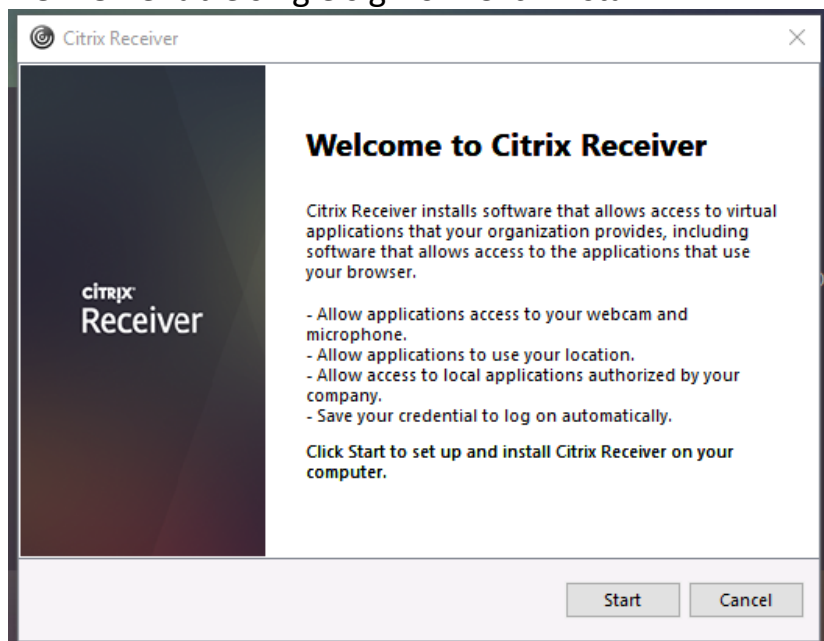 Citrix Receiver
Welcome to Citrix Receiver
Citrix Receiver installs software that allows access to virtual
applications that your organization provides, including
software that allows access to the applications that use
your browser.
CİTRIX
Receiver
- Allow applications access to your webcam and
microphone.
- Allow applications to use your location.
- Allow access to local applications authorized by your
company.
- Save your credential to log on automatically.
Click Start to set up and install Citrix Receiver on your
computer.
Start Cancel